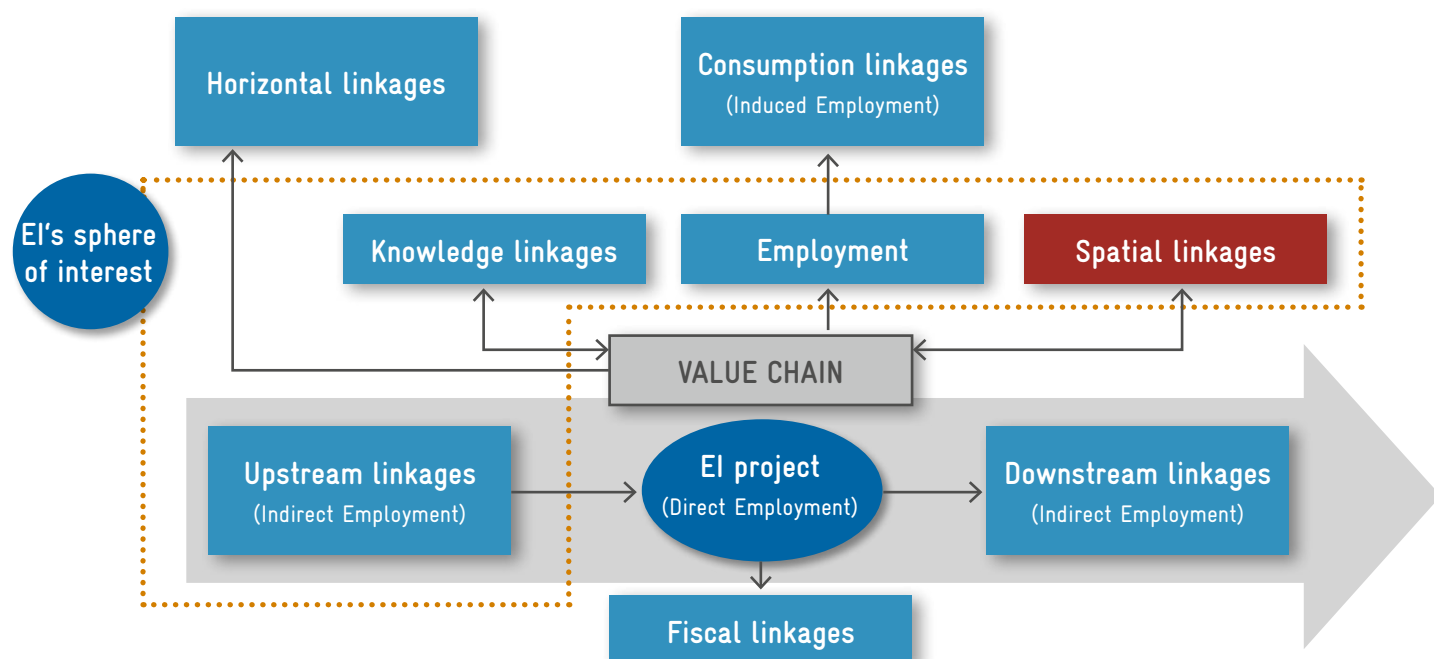 Horizontal linkages
Consumption linkages
(Induced Employment)
EI's sphere
of interest
Knowledge linkages
Employment
Spatial linkages
VALUE CHAIN
Upstream linkages
(Indirect Employment)
EI project
(Direct Employment)
Downstream linkages
(Indirect Employment)
Fiscal linkages